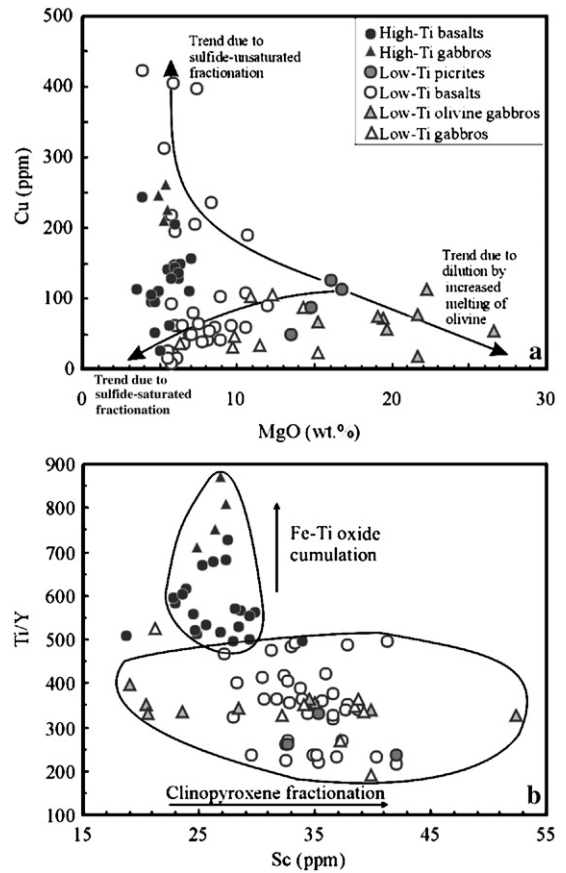 500
400
300
200
100
0
Cu (ppm)
Trend due to
sulfide-unsaturated
fractionation
High-Ti basalts
High-Ti gabbros
Low-Ti picrites
Low-Ti basalts
Low-Ti olivine gabbros
Low-Ti gabbros
Trend due to
dilution by
increased
melting of
olivine
a
Trend due to
sulfide-saturated
fractionation
0 10 20 30
MgO (wt.%)
900
800
700
600
500
400
300
200
100
Ti/Y
Fe-Ti oxide
cumulation
Clinopyroxene fractionation
b
15 25 35 45 55
Sc (ppm)